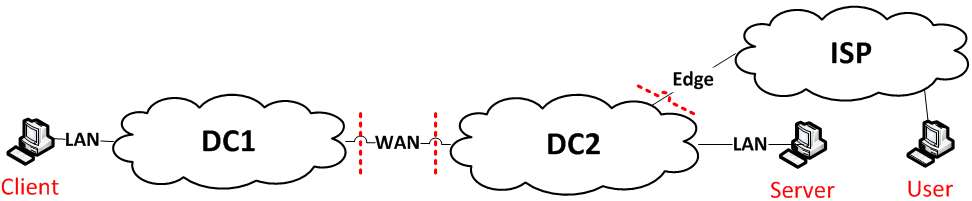 ISP
Edge
LAN
DC1
WAN
DC2
LAN
Client
Server
User